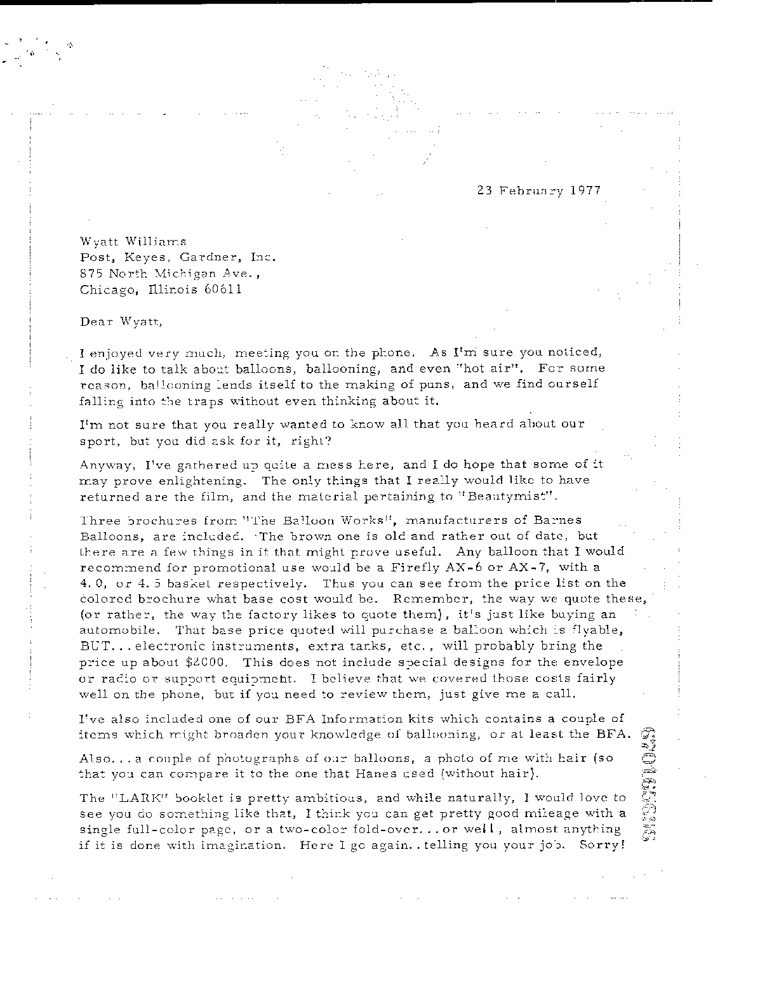 23 February 1977
Wyatt Williams
Post, Keyes, Gardner, Inc.
875 North Michigan Ave.,
Chicago, Illinois 60611
Dear Wyatt,
I enjoyed very much, meeting you on the phone. As I'm sure you noticed,
I do like to talk about balloons, ballooning, and even "hot air". For some
reason, ballooning lends itself to the making of puns, and we find ourself
falling into the traps without even thinking about it.
I'm not sure that you really wanted to know all that you heard about our
sport, but you did ask for it, right?
Anyway, I've gathered up quite a mess here, and I do hope that some of it
may prove enlightening. The only things that I really would like to have
returned are the film, and the material pertaining to "Beautymist".
Three brochures from "The Balloon Works", manufacturers of Barnes
Balloons, are included. The brown one is old and rather out of date, but
there are a few things in it that might prove useful. Any balloon that I would
recommend for promotional use would be a Firefly AX-6 or AX-7, with a
4.0, or 4.5 basket respectively. Thus you can see from the price list on the
colored brochure what base cost would be. Remember, the way we quote these,
(or rather, the way the factory likes to quote them), it's just like buying an
automobile. That base price quoted will purchase a balloon which is flyable,
BUT... electronic instruments, extra tanks, etc., will probably bring the
price up about $2000. This does not include special designs for the envelope
or radio or support equipment. I believe that we covered those costs fairly
well on the phone, but if you need to review them, just give me a call.
I've also included one of our BFA Information kits which contains a couple of
items which might broaden your knowledge of ballooning, or at least the BFA.
Also... a couple of photographs of our balloons, a photo of me with hair (so
that you can compare it to the one that Hanes used (without hair).
The "LARK" booklet is pretty ambitious, and while naturally, I would love to
see you do something like that, I think you can get pretty good mileage with a
single full-color page, or a two-color fold-over... or well, almost anything
if it is done with imagination. Here I go again.. telling you your job. Sorry!